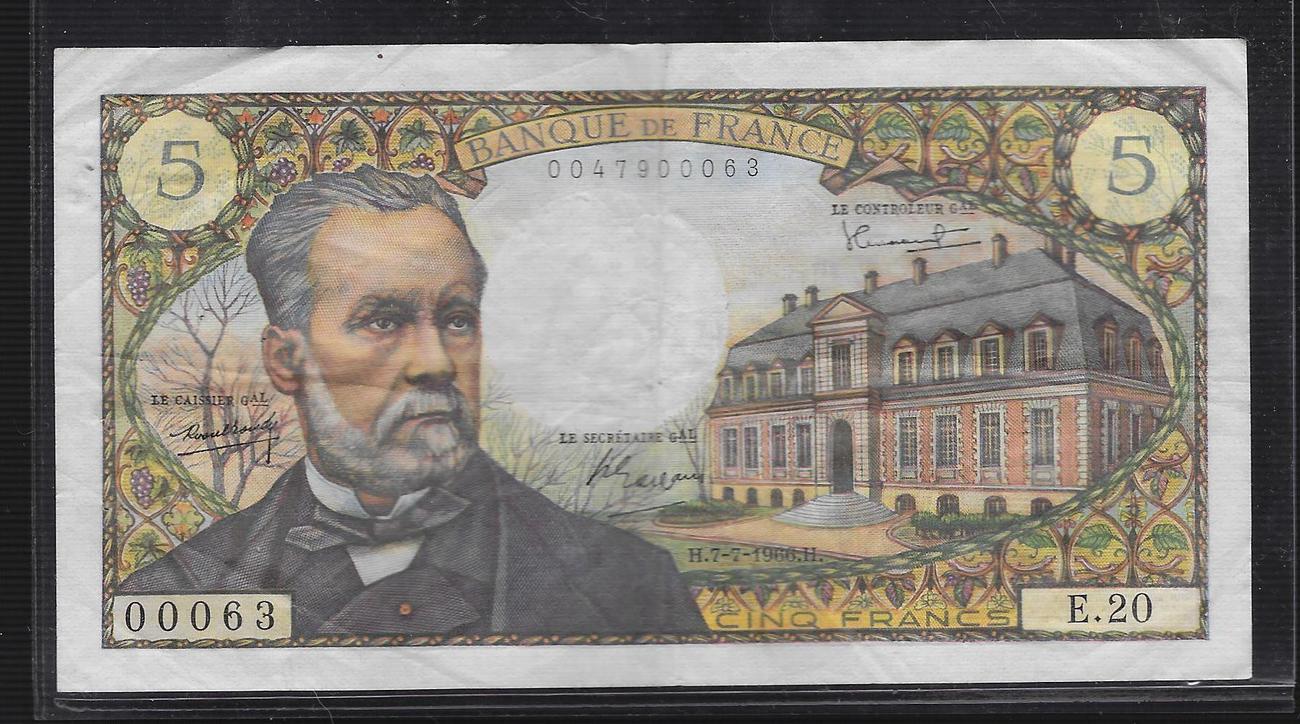 BANQUE DE FRANCE
5
5
0047900063
LE CONTROLEUR GAL
LE CAISSIER GAL
LE SECRÉTAIRE GAL
H.7-7-1966.H.
00063
CINQ FRANCS
E.20